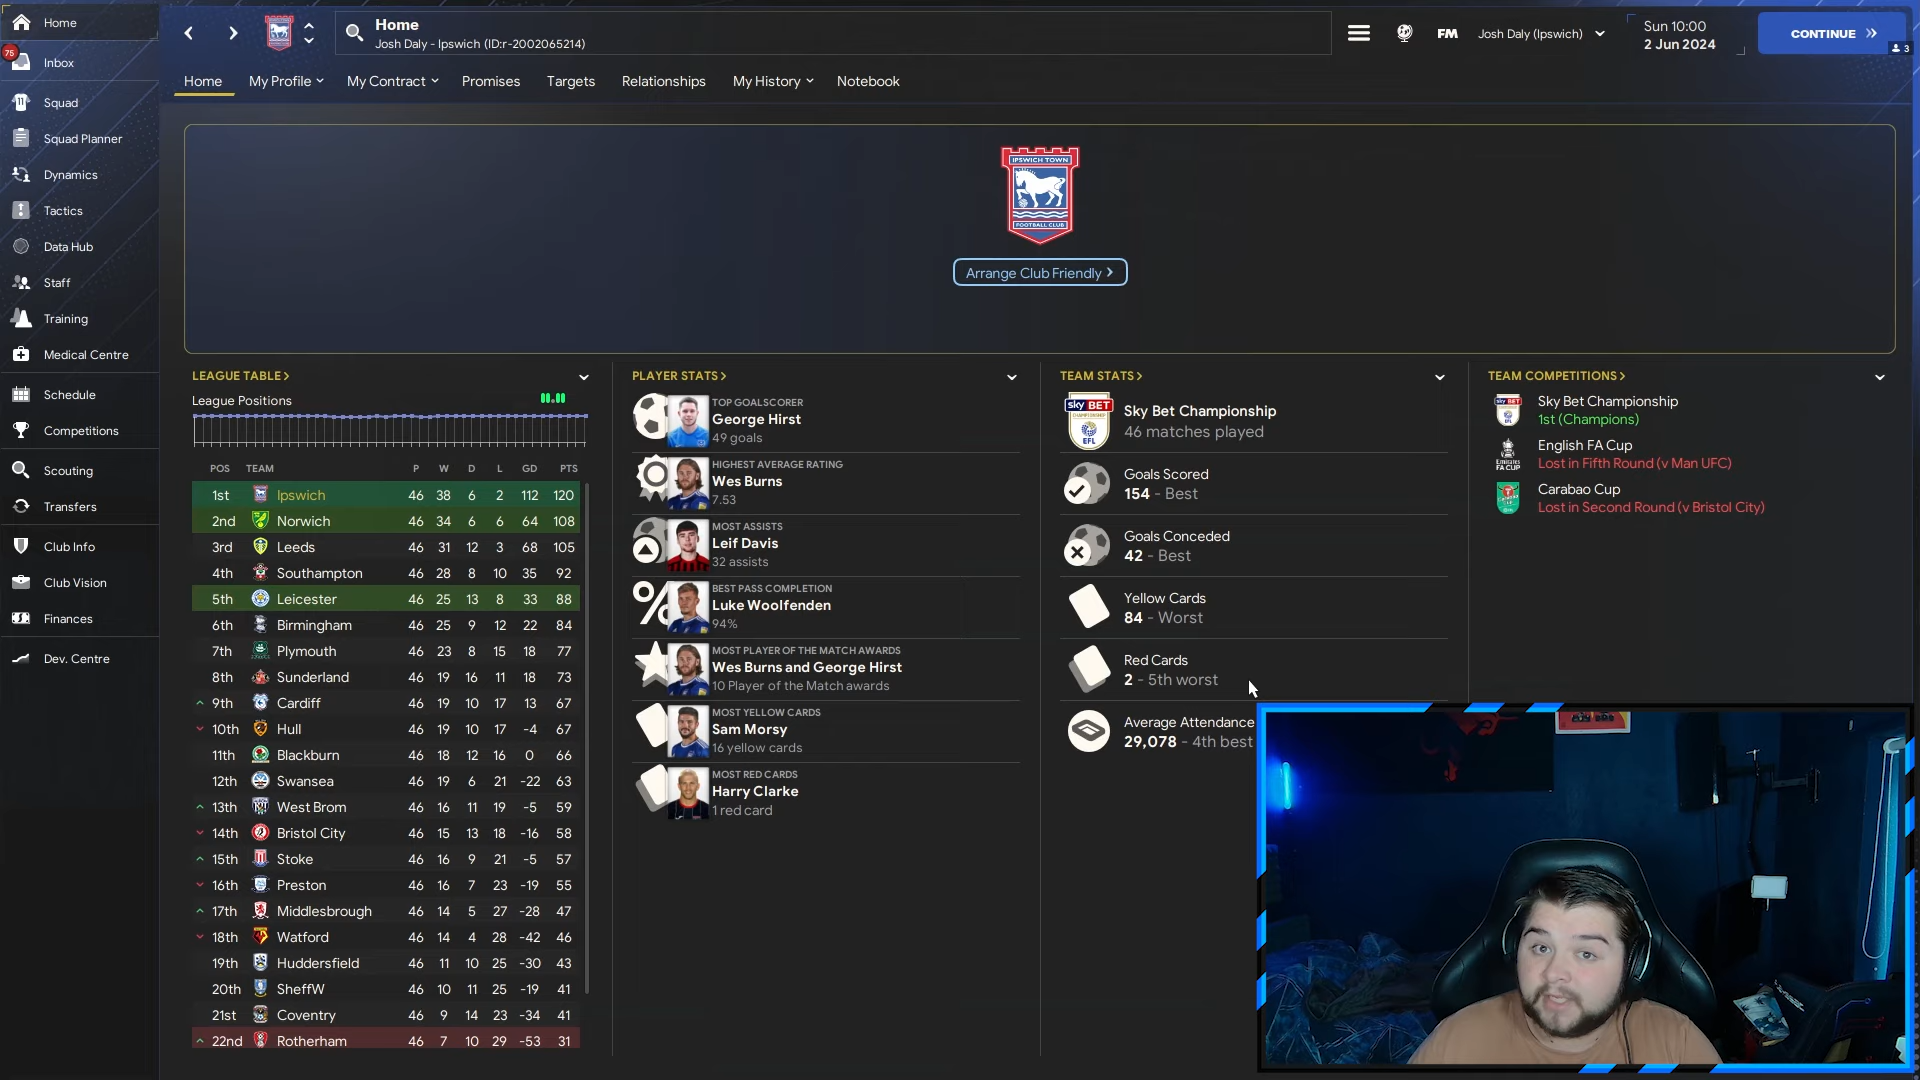 Home
75
Inbox
Squad
Squad Planner
Dynamics
Tactics
Data Hub
Staff
Training
Medical Centre
Schedule
Competitions
Scouting
Transfers
Club Info
Club Vision
Finances
Dev. Centre
Home
Josh Daly - Ipswich (ID:r-2002065214)
FM
Josh Daly (Ipswich)
Sun 10:00
2 Jun 2024
CONTINUE
3
Home
My Profile
My Contract
Promises
Targets
Relationships
My History
Notebook
IPSWICH TOWN
FOOTBALL CLUB
Arrange Club Friendly >
LEAGUE TABLE >
League Positions
POS TEAM P W D L GD PTS
1st Ipswich 46 38 6 2 112 120
2nd Norwich 46 34 6 6 64 108
3rd Leeds 46 31 12 3 68 105
4th Southampton 46 28 8 10 35 92
5th Leicester 46 25 13 8 33 88
6th Birmingham 46 25 9 12 22 84
7th Plymouth 46 23 8 15 18 77
8th Sunderland 46 19 16 11 18 73
9th Cardiff 46 19 10 17 13 67
10th Hull 46 19 10 17 -4 67
11th Blackburn 46 18 12 16 0 66
12th Swansea 46 19 6 21 -22 63
13th West Brom 46 16 11 19 -5 59
14th Bristol City 46 15 13 18 -16 58
15th Stoke 46 16 9 21 -5 57
16th Preston 46 16 7 23 -19 55
17th Middlesbrough 46 14 5 27 -28 47
18th Watford 46 14 4 28 -42 46
19th Huddersfield 46 11 10 25 -30 43
20th SheffW 46 10 11 25 -19 41
21st Coventry 46 9 14 23 -34 41
22nd Rotherham 46 7 10 29 -53 31
PLAYER STATS >
TOP GOALSCORER
George Hirst
49 goals
HIGHEST AVERAGE RATING
Wes Burns
7.53
MOST ASSISTS
Leif Davis
32 assists
BEST PASS COMPLETION
Luke Woolfenden
94%
MOST PLAYER OF THE MATCH AWARDS
Wes Burns and George Hirst
10 Player of the Match awards
MOST YELLOW CARDS
Sam Morsy
16 yellow cards
MOST RED CARDS
Harry Clarke
1 red card
TEAM STATS >
sky BET
CHAMPIONSHIP
EFL
Sky Bet Championship
46 matches played
Goals Scored
154 - Best
Goals Conceded
42 - Best
Yellow Cards
84 - Worst
Red Cards
2 - 5th worst
Average Attendance
29,078 - 4th best
TEAM COMPETITIONS >
Sky Bet Championship
1st (Champions)
English FA Cup
Lost in Fifth Round (v Man UFC)
Carabao Cup
Lost in Second Round (v Bristol City)